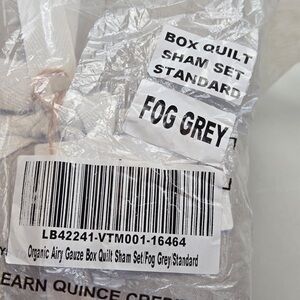 BOX QUILT
SHAM SET
STANDARD
FOG GREY
LB42241-VTM001-16464
Organic Airy Gauze Box Quilt Sham Set/Fog Grey/Standard
EARN QUINCE